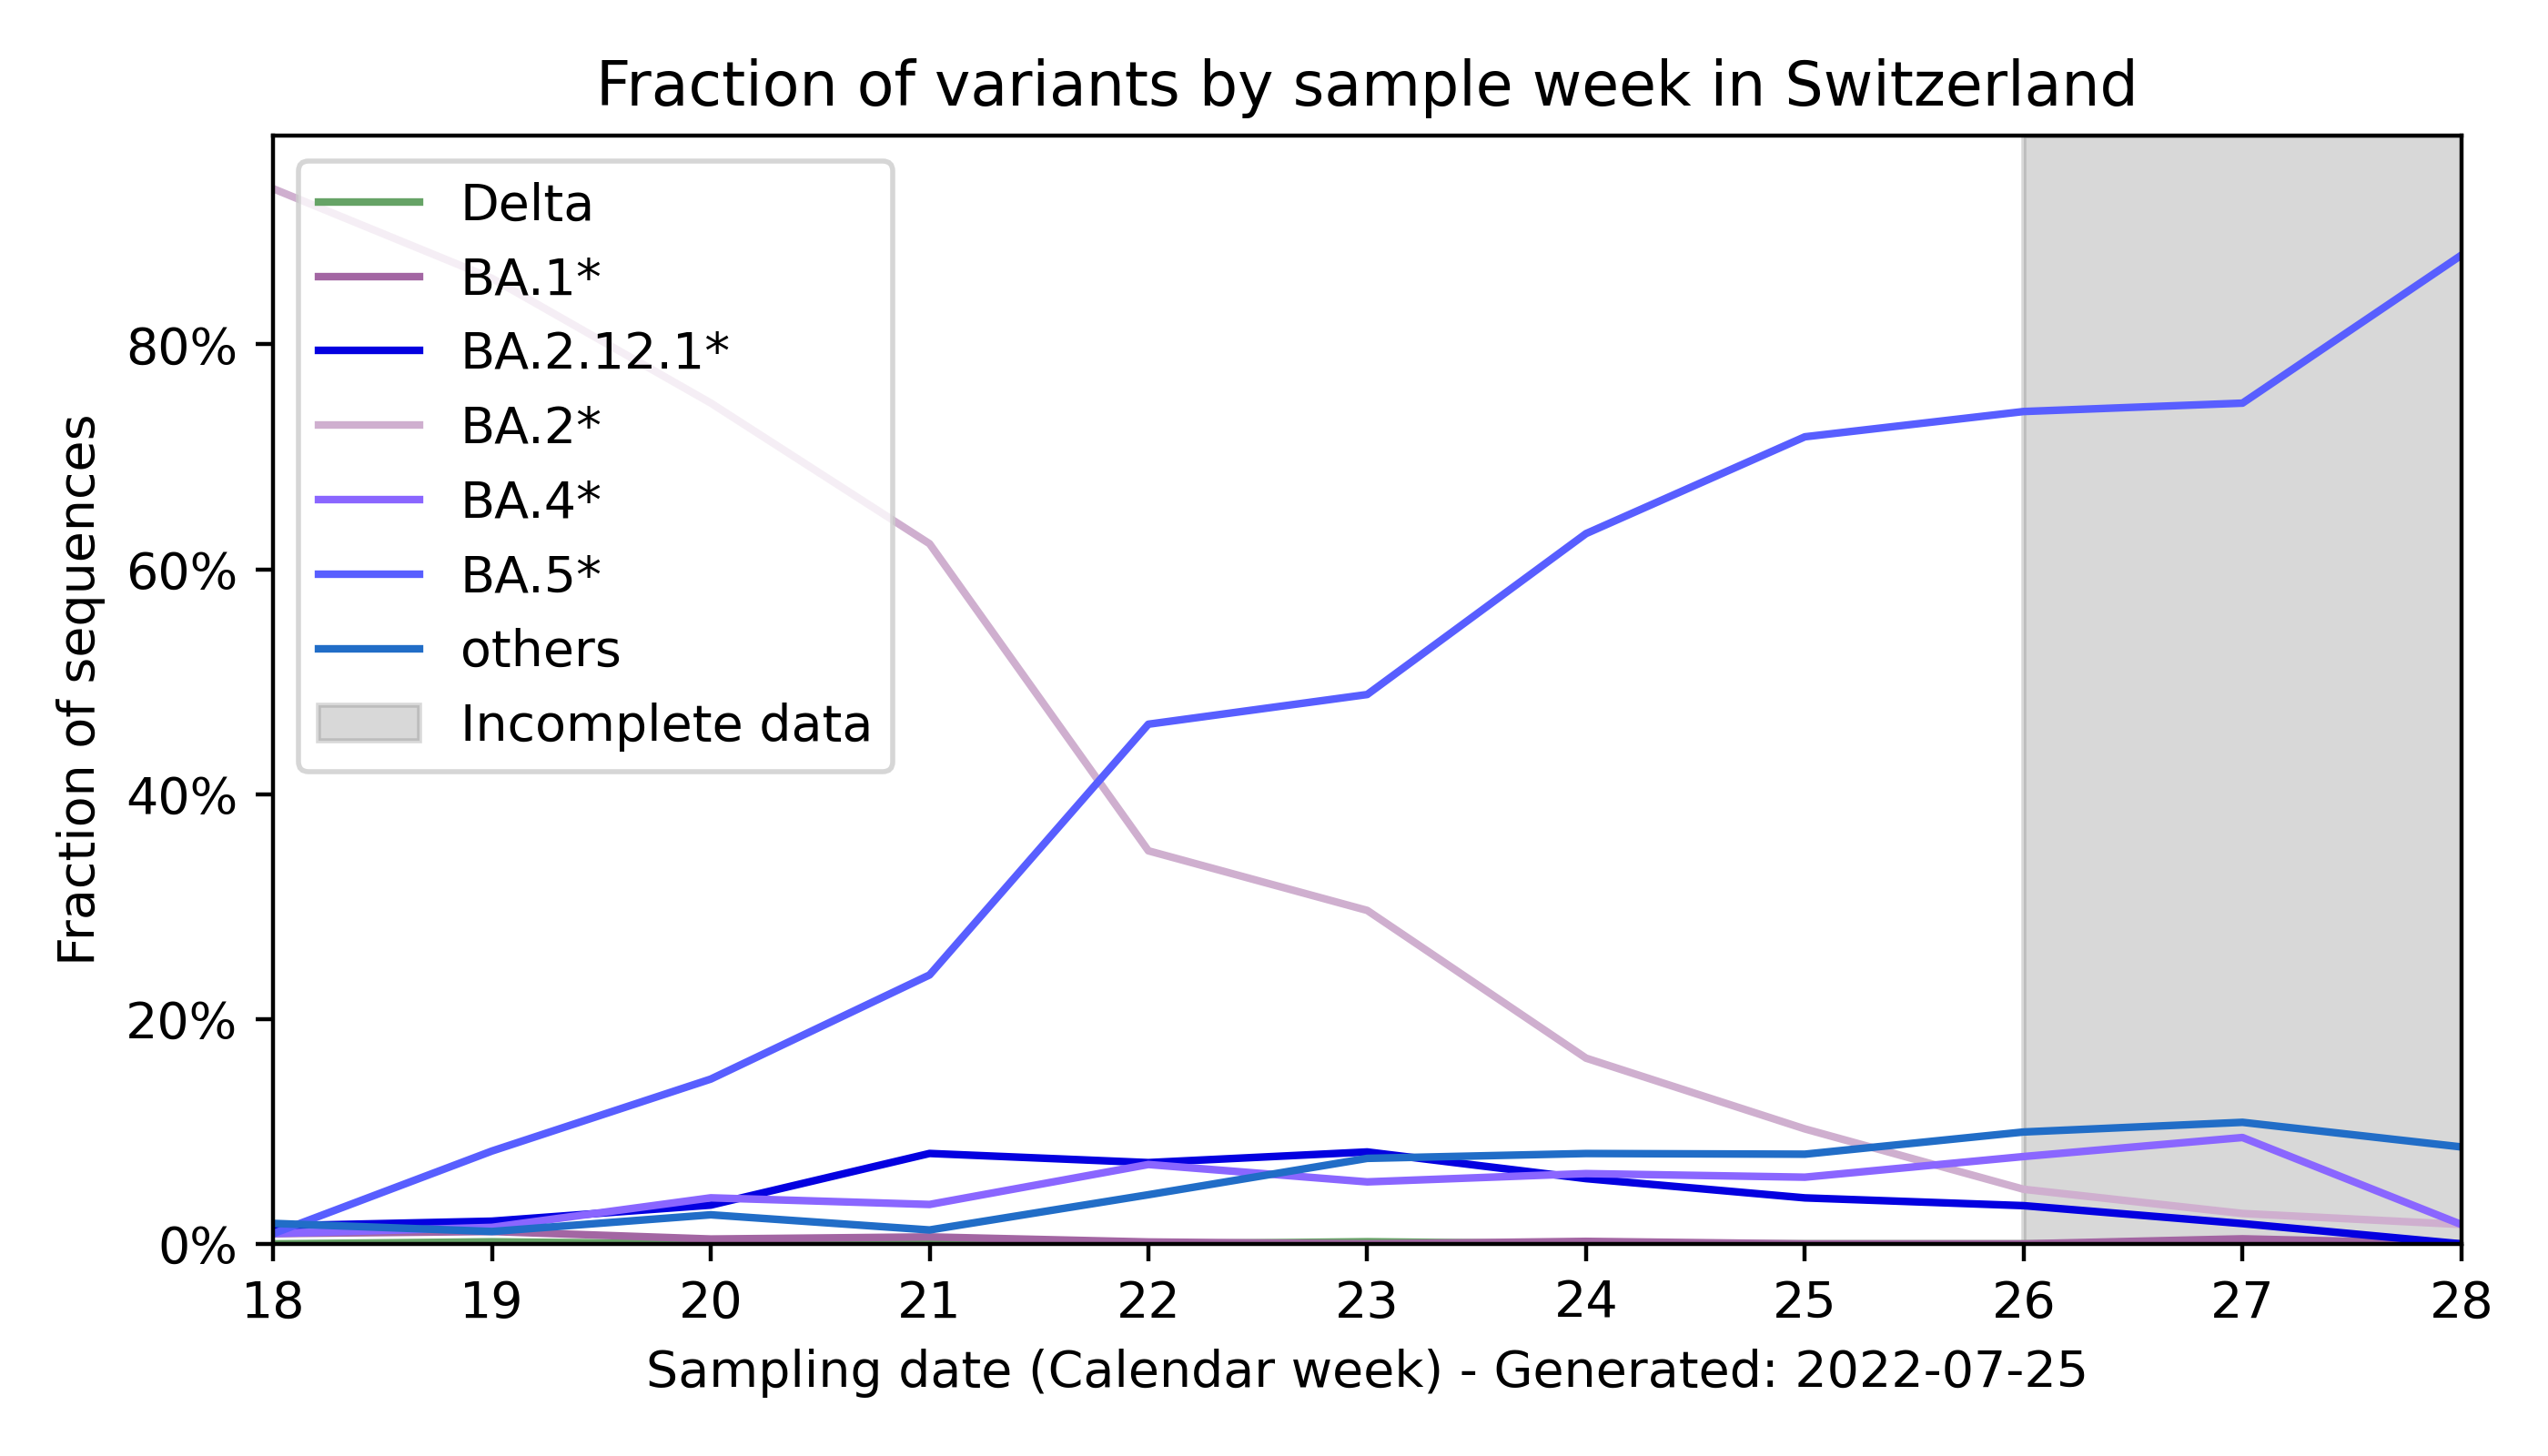 Fraction of variants by sample week in Switzerland
Delta
BA.1*
BA.2.12.1*
BA.2*
BA.4*
BA.5*
others
Incomplete data
Fraction of sequences
80%
60%
40%
20%
0%
18 19 20 21 22 23 24 25 26 27 28
Sampling date (Calendar week) - Generated: 2022-07-25